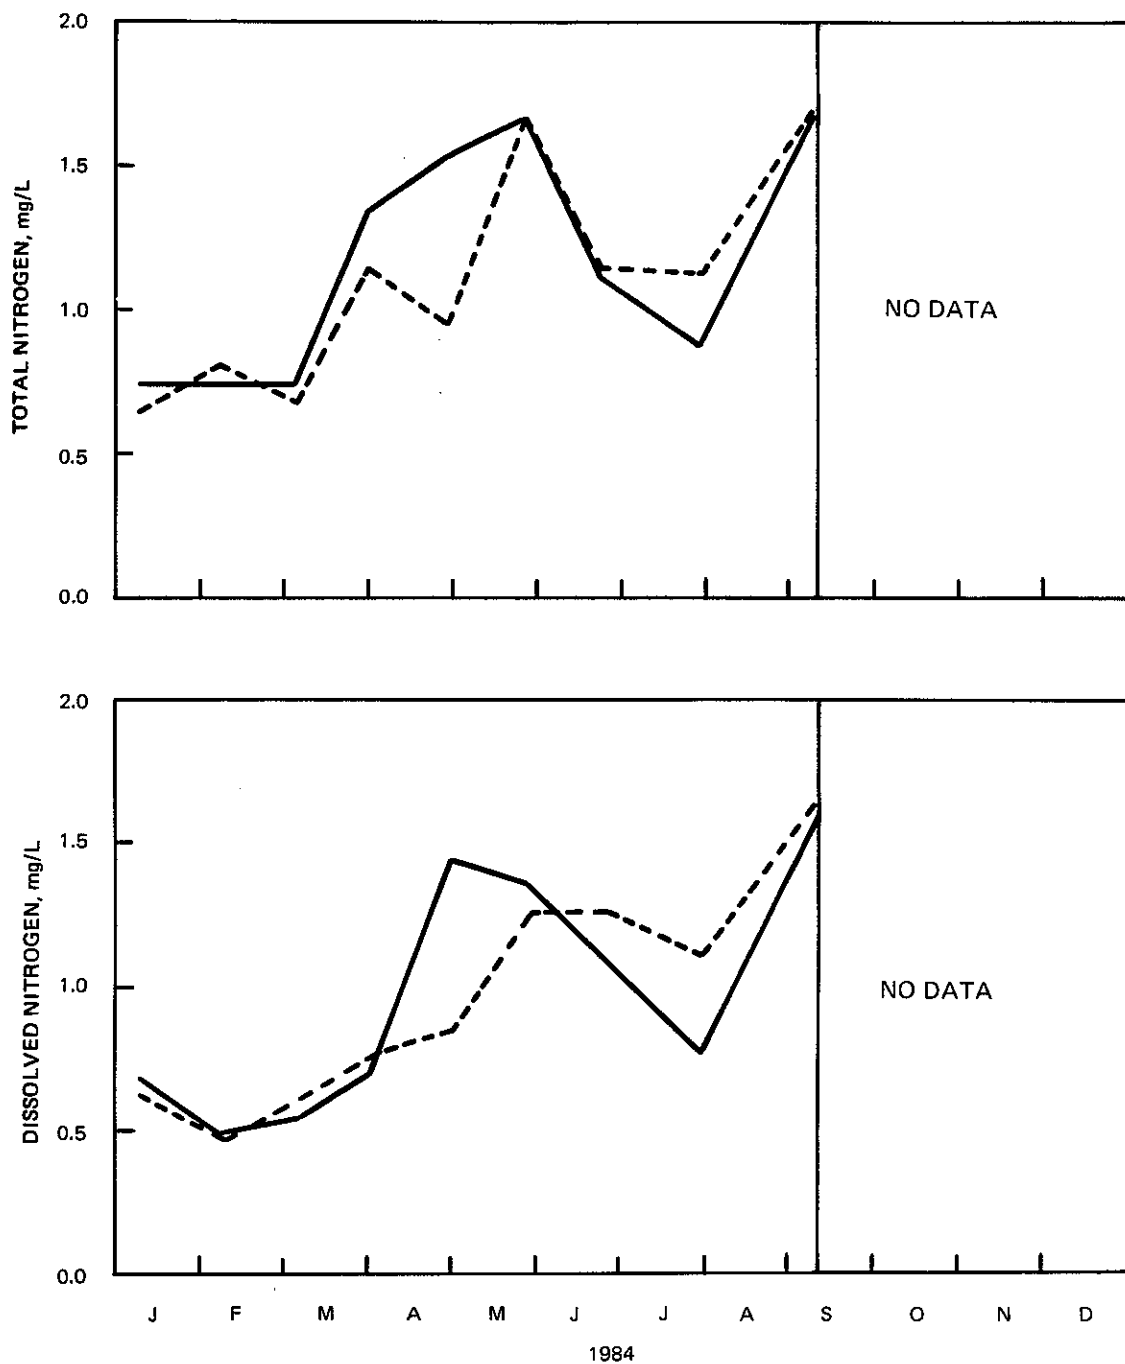 2.0
1.5
1.0
0.5
0.0
TOTAL NITROGEN, mg/L
NO DATA
2.0
1.5
1.0
0.5
0.0
DISSOLVED NITROGEN, mg/L
NO DATA
J F M A M J J A S O N D
1984